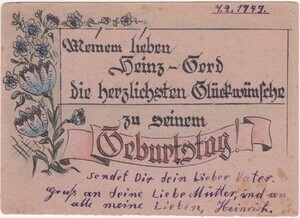 4.9.1947.
Meinem lieben
Heinz-Gerd
die herzlichsten Glückwünsche
zu seinem
Geburtstag!
sendet Dir dein Lieber Vater.
Gruß an deine Liebe Mutter, und an
alle meine Lieben, Heinrich.